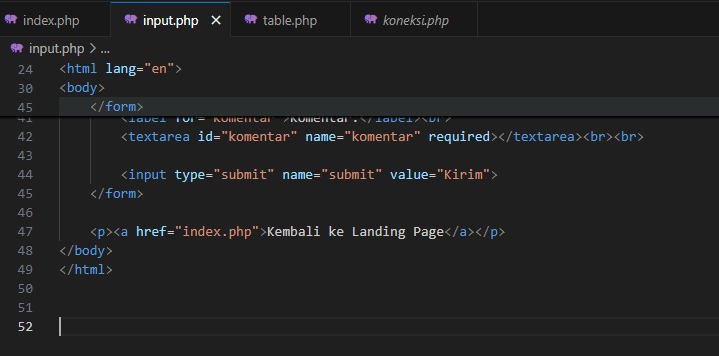 index.php input.php × table.php koneksi.php
input.php > ...
24 <html lang="en">
30 <body>
45 </form>
41 <label for="komentar">Komentar:</label><br>
42 <textarea id="komentar" name="komentar" required></textarea><br><br>
43
44 <input type="submit" name="submit" value="Kirim">
45 </form>
46
47 <p><a href="index.php">Kembali ke Landing Page</a></p>
48 </body>
49 </html>
50
51
52